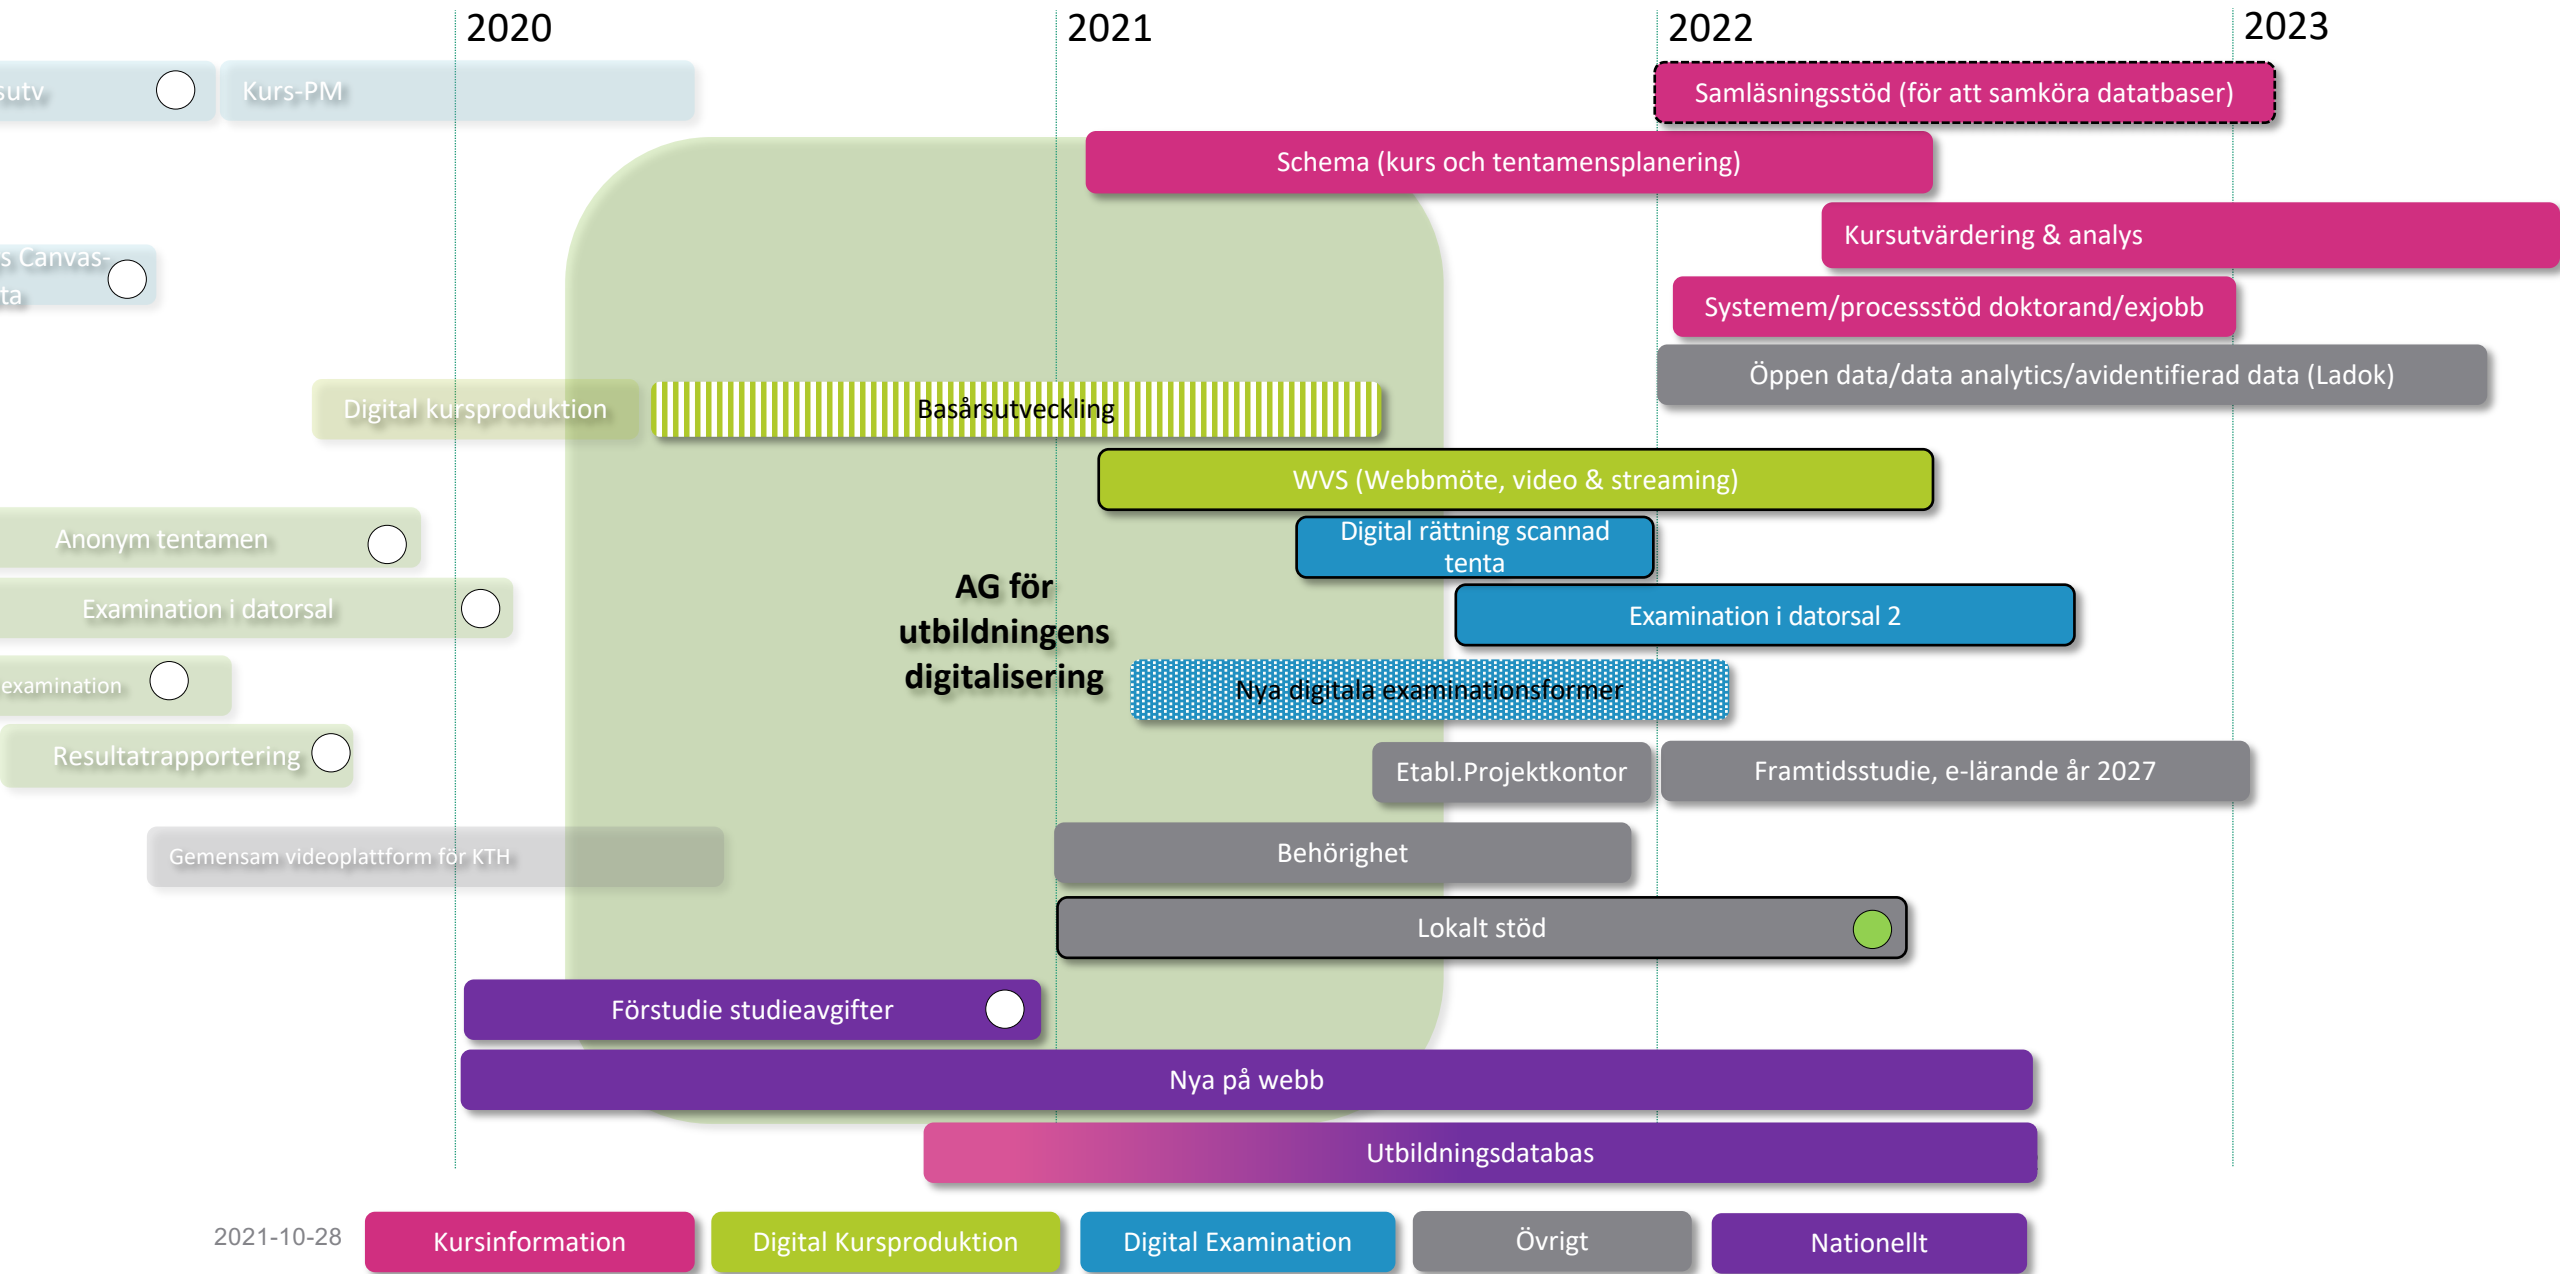 2020
2021
2022
2023
sutv
Kurs-PM
Samläsningsstöd (för att samköra datatbaser)
Schema (kurs och tentamensplanering)
Kursutvärdering & analys
s Canvas-
ta
Systemem/processstöd doktorand/exjobb
Öppen data/data analytics/avidentifierad data (Ladok)
Digital kursproduktion
Basårsutveckling
WVS (Webbmöte, video & streaming)
Anonym tentamen
Digital rättning scannad
tenta
Examination i datorsal
AG för
utbildningens
digitalisering
Examination i datorsal 2
examination
Nya digitala examinationsformer
Resultatrapportering
Etabl.Projektkontor
Framtidsstudie, e-lärande år 2027
Gemensam videoplattform för KTH
Behörighet
Lokalt stöd
Förstudie studieavgifter
Nya på webb
Utbildningsdatabas
2021-10-28
Kursinformation
Digital Kursproduktion
Digital Examination
Övrigt
Nationellt